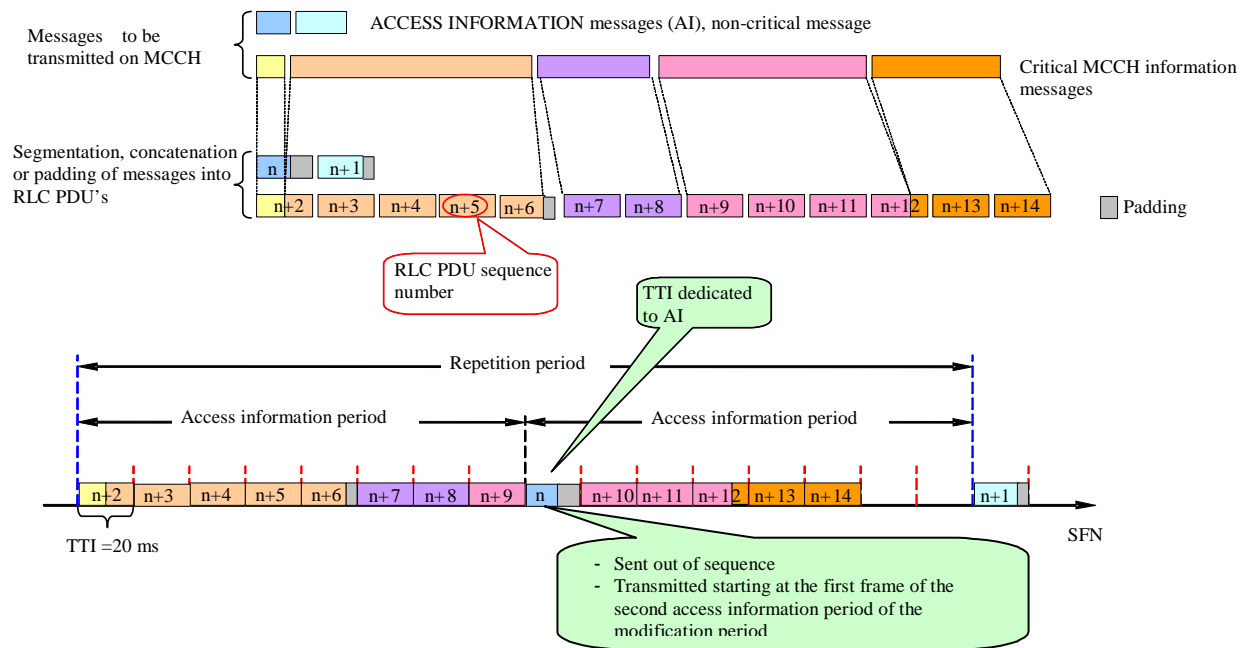 ACCESS INFORMATION messages (AI), non-critical message
Messages to be
transmitted on MCCH
Critical MCCH information
messages
Segmentation, concatenation
or padding of messages into
RLC PDU's
n n+1
n+2 n+3 n+4 n+5 n+6 n+7 n+8 n+9 n+10 n+11 n+12 n+13 n+14
Padding
RLC PDU sequence
number
TTI dedicated
to AI
Repetition period
Access information period Access information period
n+2 n+3 n+4 n+5 n+6 n+7 n+8 n+9 n n+10 n+11 n+12 n+13 n+14 n+1
TTI =20 ms
SFN
- Sent out of sequence
- Transmitted starting at the first frame of the
second access information period of the
modification period